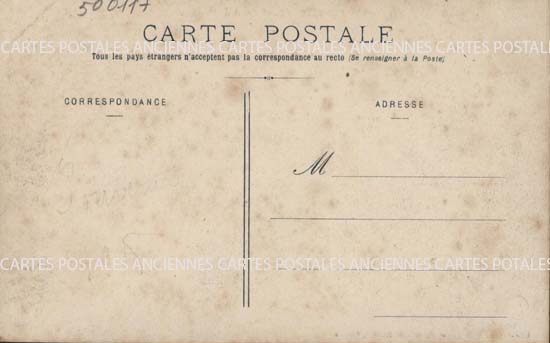 500117
CARTE POSTALE
CARTES POSTALES ANCIENNES CARTES POSTALES ANCIENNES CARTES POSTALES
Tous les pays étrangers n'acceptent pas la correspondance au recto (Se renseigner à la Poste)
CORRESPONDANCE
ADRESSE
M
CARTES POSTALES ANCIENNES CARTES POSTALES ANCIENNES CARTES POSTALES